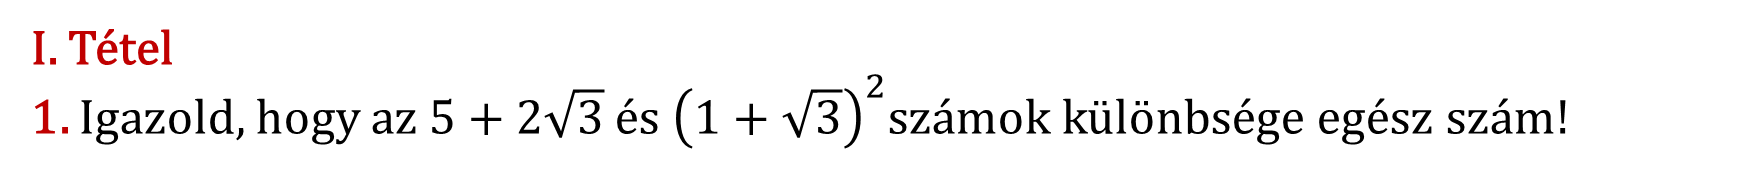 I. Tétel
1. Igazold, hogy az 5 + 2√3 és (1 + √3)² számok különbsége egész szám!